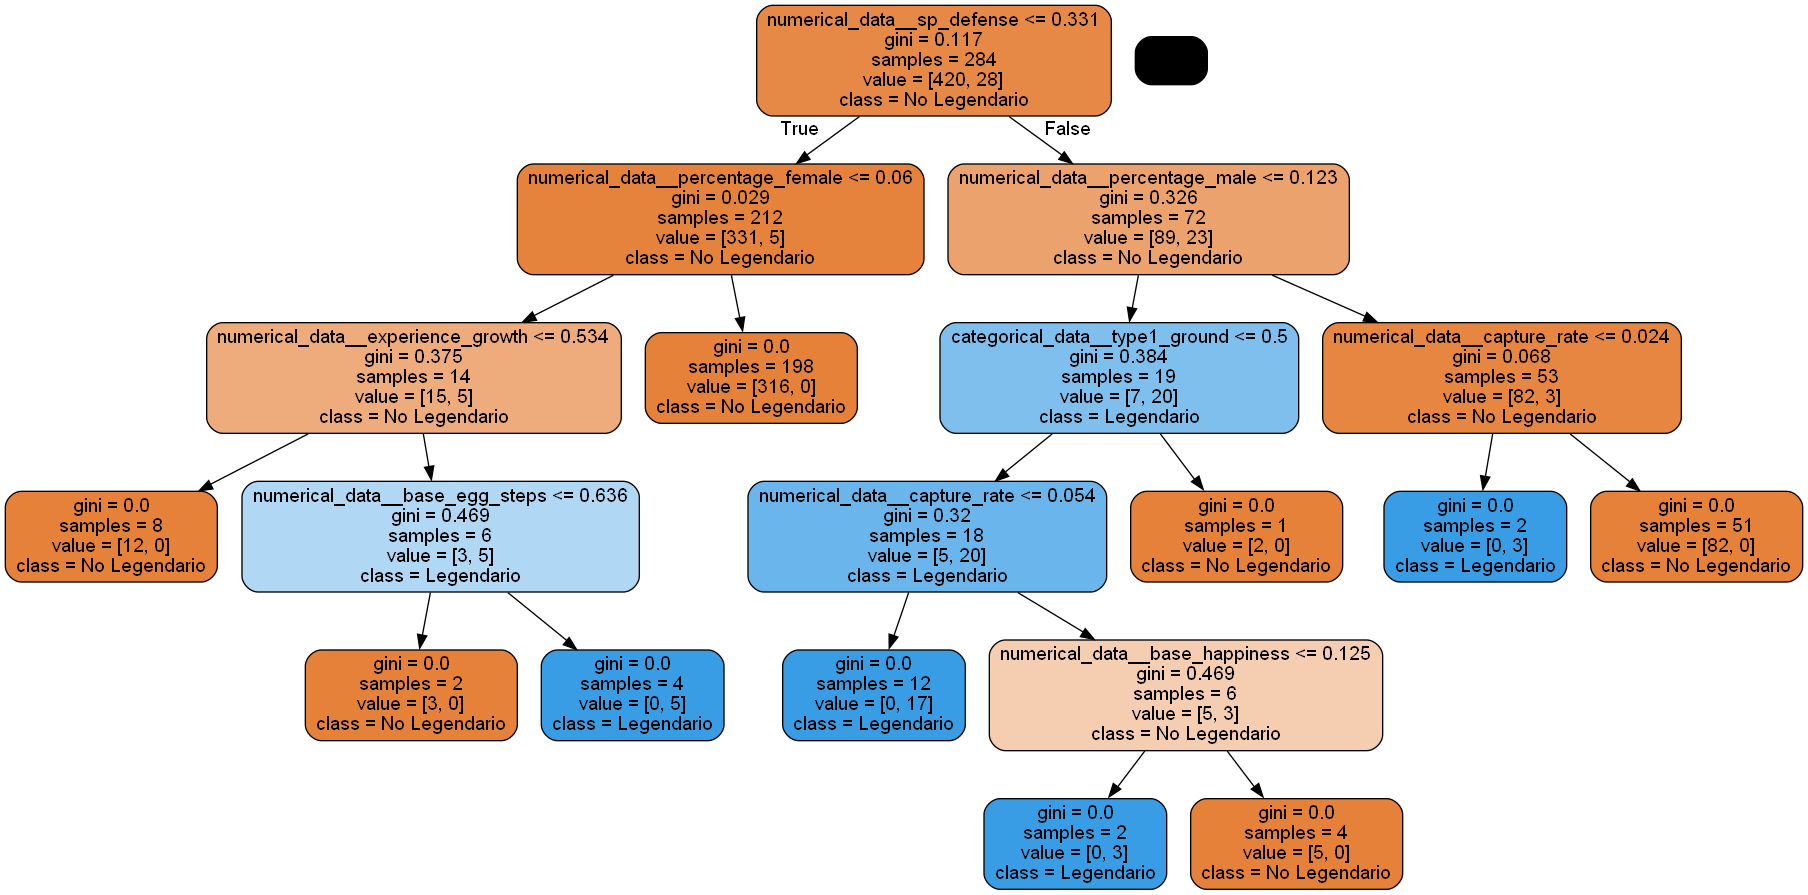 numerical_data__sp_defense <= 0.331
gini = 0.117
samples = 284
value = [420, 28]
class = No Legendario
True
False
numerical_data__percentage_female <= 0.06
gini = 0.029
samples = 212
value = [331, 5]
class = No Legendario
numerical_data__percentage_male <= 0.123
gini = 0.326
samples = 72
value = [89, 23]
class = No Legendario
numerical_data__experience_growth <= 0.534
gini = 0.375
samples = 14
value = [15, 5]
class = No Legendario
gini = 0.0
samples = 198
value = [316, 0]
class = No Legendario
categorical_data__type1_ground <= 0.5
gini = 0.384
samples = 19
value = [7, 20]
class = Legendario
numerical_data__capture_rate <= 0.024
gini = 0.068
samples = 53
value = [82, 3]
class = No Legendario
gini = 0.0
samples = 8
value = [12, 0]
class = No Legendario
numerical_data__base_egg_steps <= 0.636
gini = 0.469
samples = 6
value = [3, 5]
class = Legendario
numerical_data__capture_rate <= 0.054
gini = 0.32
samples = 18
value = [5, 20]
class = Legendario
gini = 0.0
samples = 1
value = [2, 0]
class = No Legendario
gini = 0.0
samples = 2
value = [0, 3]
class = Legendario
gini = 0.0
samples = 51
value = [82, 0]
class = No Legendario
gini = 0.0
samples = 2
value = [3, 0]
class = No Legendario
gini = 0.0
samples = 4
value = [0, 5]
class = Legendario
gini = 0.0
samples = 12
value = [0, 17]
class = Legendario
numerical_data__base_happiness <= 0.125
gini = 0.469
samples = 6
value = [5, 3]
class = No Legendario
gini = 0.0
samples = 2
value = [0, 3]
class = Legendario
gini = 0.0
samples = 4
value = [5, 0]
class = No Legendario